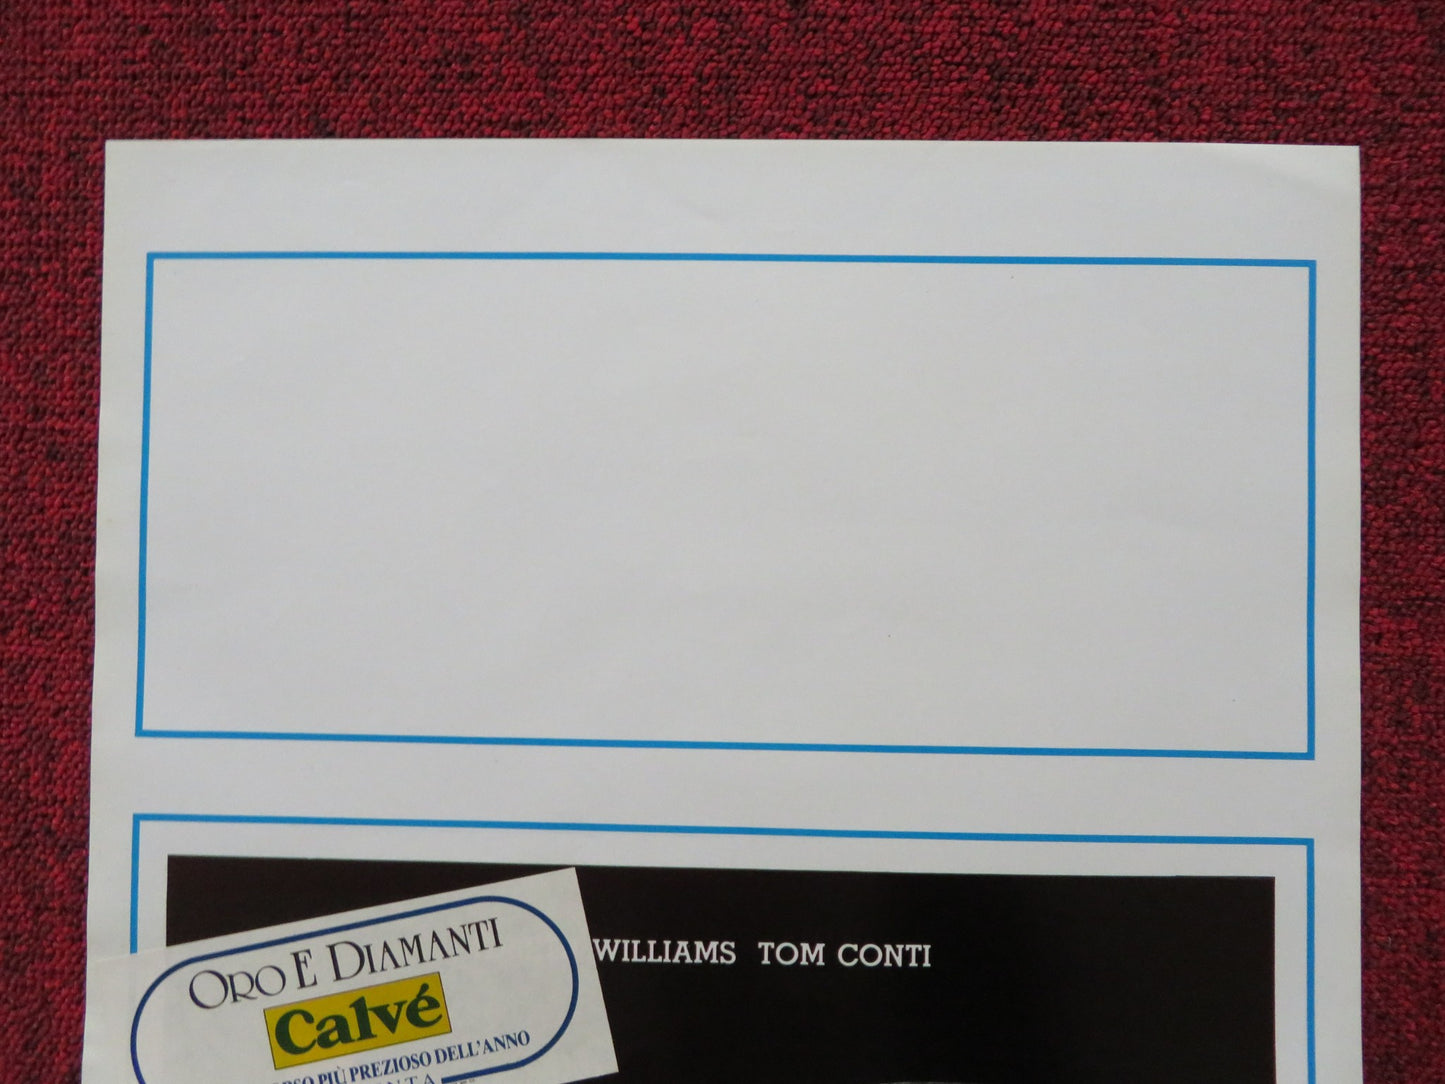 WILLIAMS TOM CONTI
ORO E DIAMANTI
Calvé
PIÙ PREZIOSO DELL'ANNO